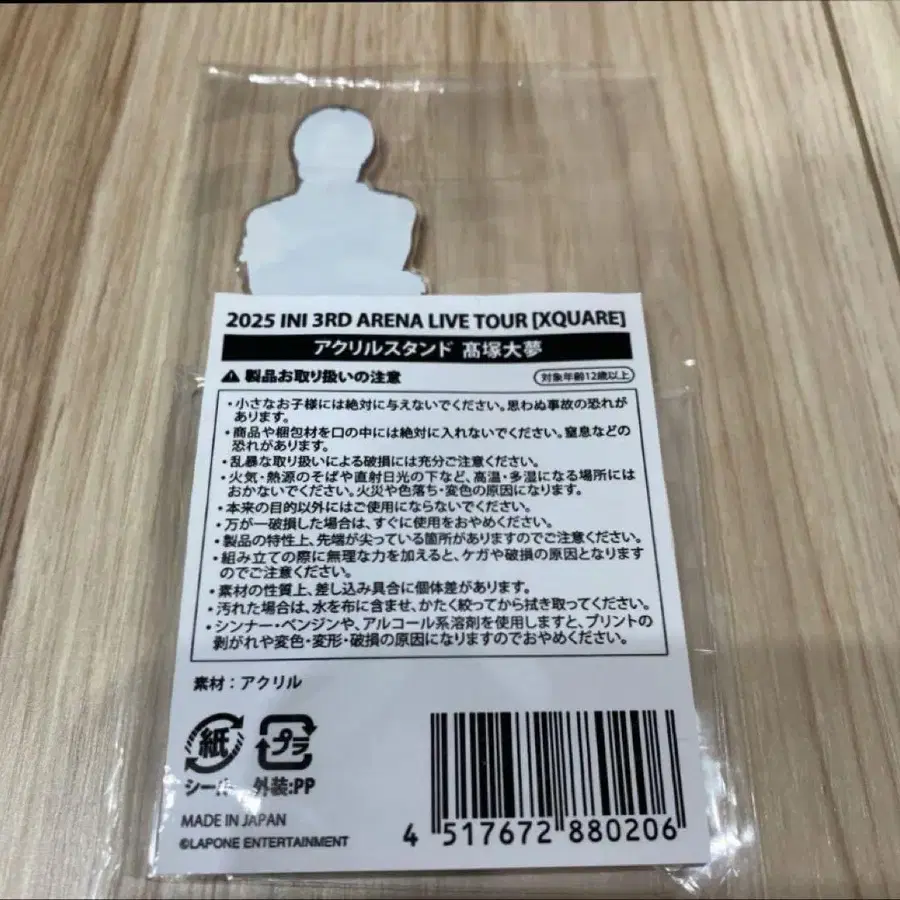 2025 INI 3RD ARENA LIVE TOUR [XQUARE]
アクリルスタンド 髙塚大夢
製品お取り扱いの注意
対象年齢12歳以上
・小さなお子様には絶対に与えないでください。思わぬ事故の恐れが
あります。
・商品や梱包材を口の中には絶対に入れないでください。窒息などの
恐れがあります。
・乱暴な取り扱いによる破損には充分ご注意ください。
・火気・熱源のそばや直射日光の下など、高温・多湿になる場所には
おかないでください。火災や色落ち・変色の原因になります。
・本来の目的以外にはご使用にならないでください。
・万が一破損した場合は、すぐに使用をおやめください。
・製品の特性上、先端が尖っている箇所がありますのでご注意ください。
・組み立ての際に無理な力を加えると、ケガや破損の原因となります
のでご注意ください。
・素材の性質上、差し込み具合に個体差があります。
・汚れた場合は、水を布に含ませ、かたく絞ってから拭き取ってください。
・シンナー・ベンジンや、アルコール系溶剤を使用しますと、プリントの
剥がれや変色・変形・破損の原因になりますのでおやめください。
素材：アクリル
紙 プラ
シール 外装:PP
MADE IN JAPAN
©LAPONE ENTERTAINMENT
4 517672 880206